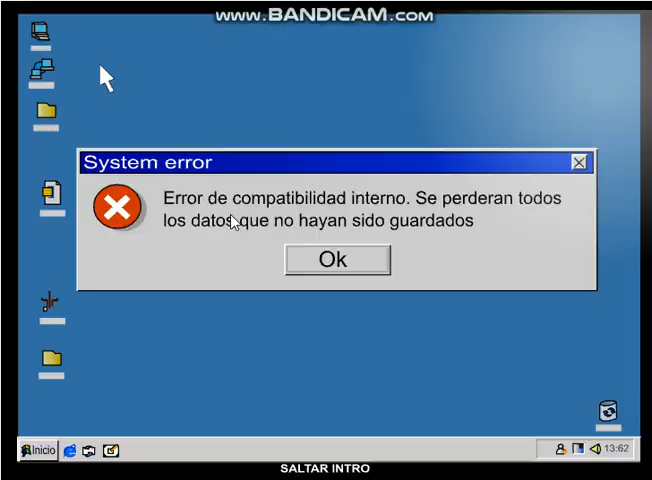 www.BANDICAM.com
System error
Error de compatibilidad interno. Se perderan todos
los datos que no hayan sido guardados
Ok
Inicio
13:62
SALTAR INTRO